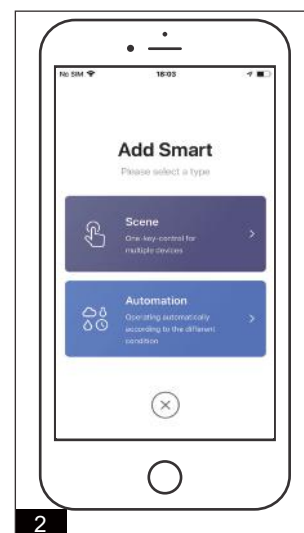 No SIM 18:03
Add Smart
Please select a type
Scene
One-key-control for
multiple devices
Automation
Operating automatically
according to the different
condition
2